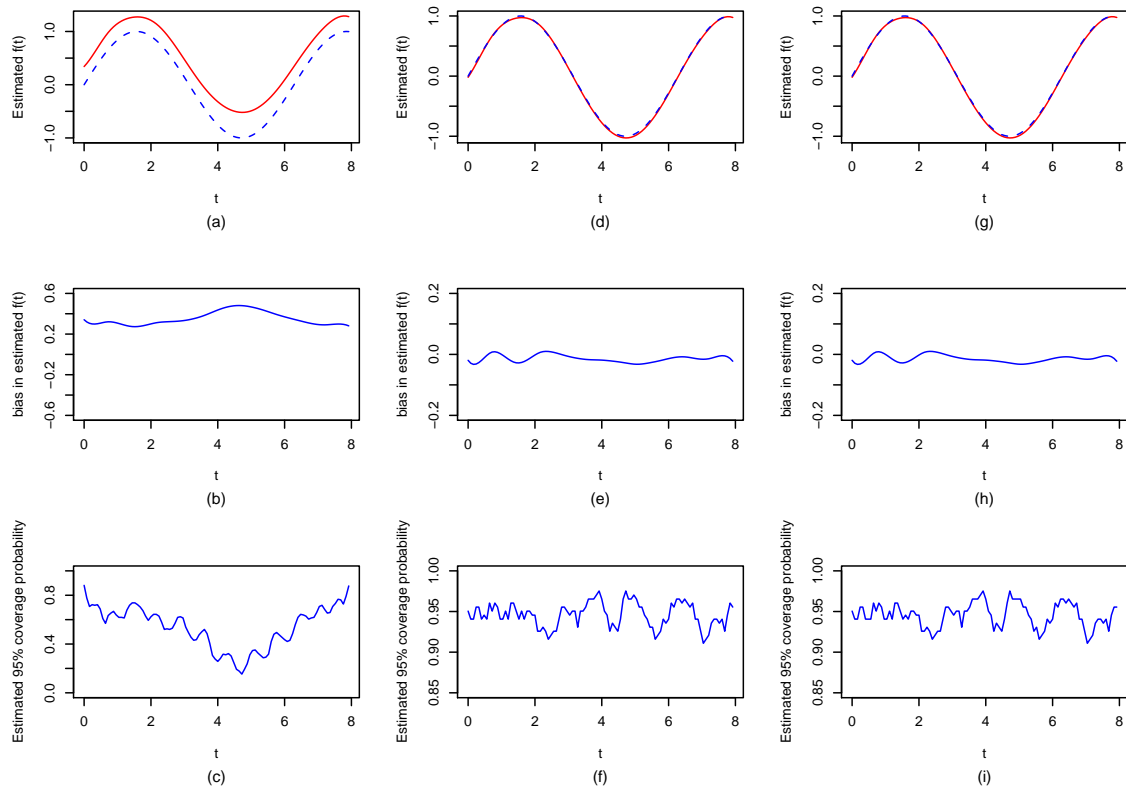 Estimated f(t)
1.0
0.0
−1.0
0 2 4 6 8
t
(a)
Estimated f(t)
1.0
0.0
−1.0
0 2 4 6 8
t
(d)
Estimated f(t)
1.0
0.0
−1.0
0 2 4 6 8
t
(g)
bias in estimated f(t)
0.6
0.2
−0.2
−0.6
0 2 4 6 8
t
(b)
bias in estimated f(t)
0.2
0.0
−0.2
0 2 4 6 8
t
(e)
bias in estimated f(t)
0.2
0.0
−0.2
0 2 4 6 8
t
(h)
Estimated 95% coverage probability
0.8
0.4
0.0
0 2 4 6 8
t
(c)
Estimated 95% coverage probability
1.00
0.95
0.90
0.85
0 2 4 6 8
t
(f)
Estimated 95% coverage probability
1.00
0.95
0.90
0.85
0 2 4 6 8
t
(i)